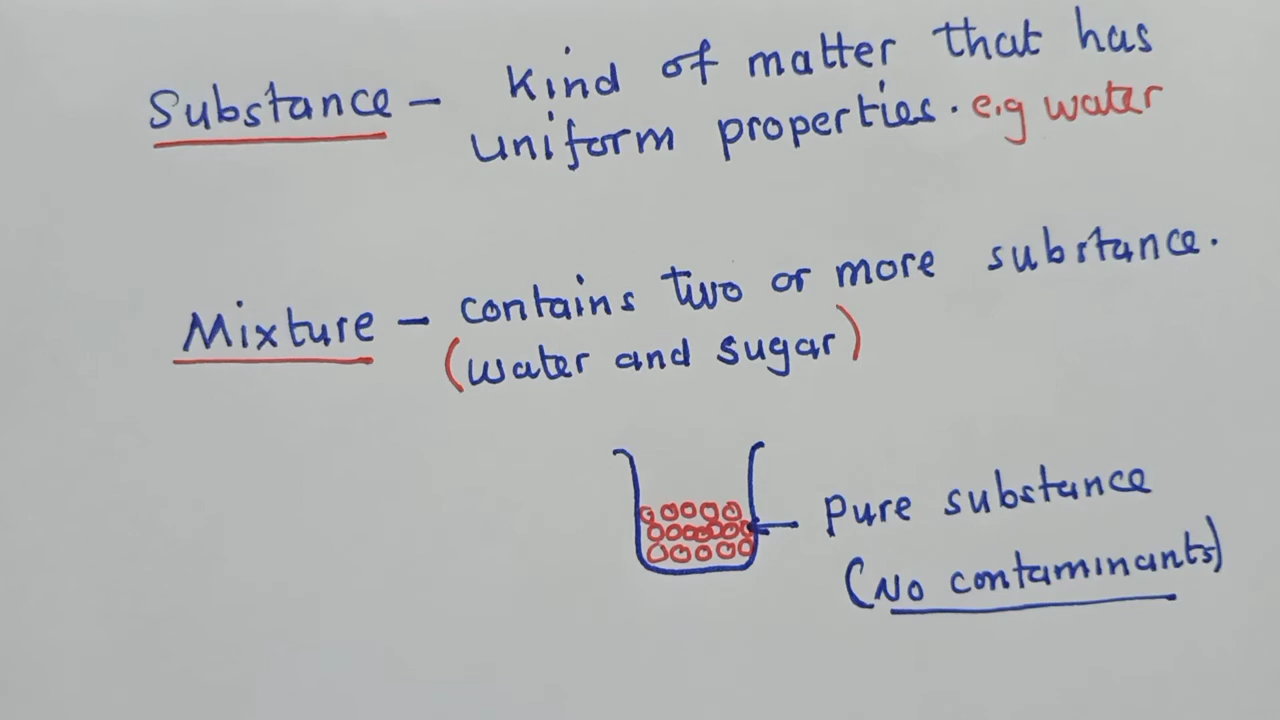 Substance - Kind of matter that has
uniform properties. e.g water
Mixture - contains two or more substance.
(water and sugar)
Pure substance
(No contaminants)